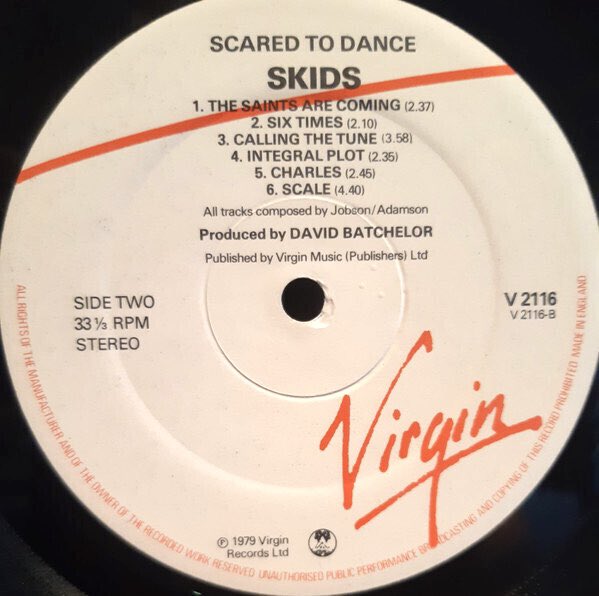 SCARED TO DANCE
SKIDS
1. THE SAINTS ARE COMING (2.37)
2. SIX TIMES (2.10)
3. CALLING THE TUNE (3.58)
4. INTEGRAL PLOT (2.35)
5. CHARLES (2.45)
6. SCALE (4.40)
All tracks composed by Jobson/Adamson
Produced by DAVID BATCHELOR
Published by Virgin Music (Publishers) Ltd
SIDE TWO
33⅓ RPM
STEREO
V 2116
V 2116-B
Virgin
℗ 1979 Virgin
Records Ltd
ALL RIGHTS OF THE MANUFACTURER AND OF THE OWNER OF THE RECORDED WORK RESERVED UNAUTHORISED PUBLIC PERFORMANCE BROADCASTING AND COPYING OF THIS RECORD PROHIBITED MADE IN ENGLAND